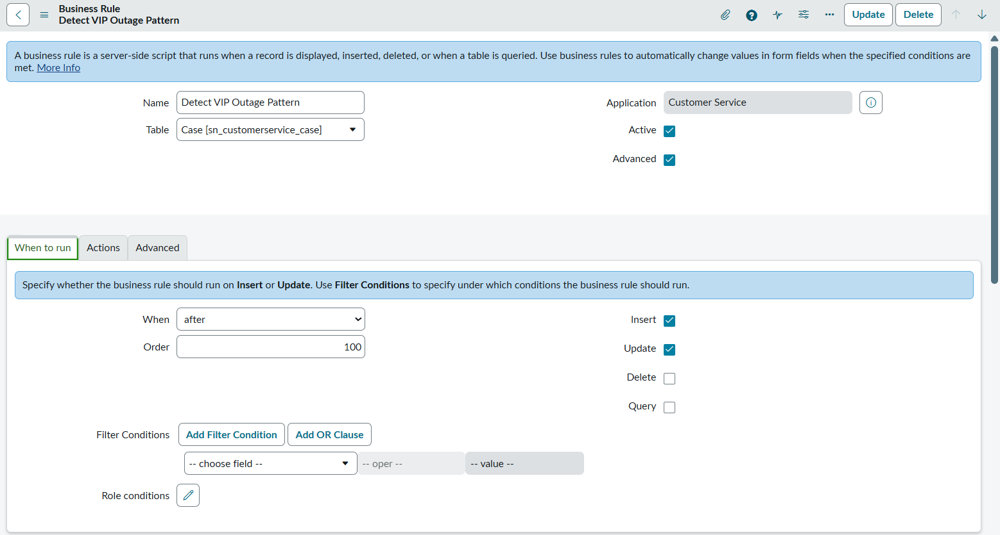 Business Rule
Detect VIP Outage Pattern
Update
Delete
A business rule is a server-side script that runs when a record is displayed, inserted, deleted, or when a table is queried. Use business rules to automatically change values in form fields when the specified conditions are
met. More Info
Name
Detect VIP Outage Pattern
Application
Customer Service
Table
Case [sn_customerservice_case]
Active
Advanced
When to run
Actions
Advanced
Specify whether the business rule should run on Insert or Update. Use Filter Conditions to specify under which conditions the business rule should run.
When
after
Insert
Order
100
Update
Delete
Query
Filter Conditions
Add Filter Condition
Add OR Clause
-- choose field --
-- oper --
-- value --
Role conditions